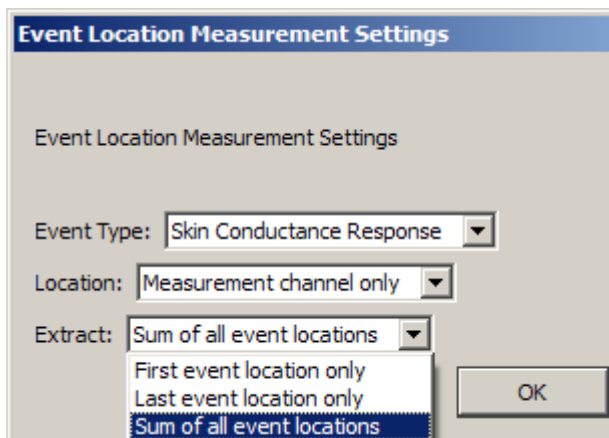 Event Location Measurement Settings
Event Location Measurement Settings
Event Type: Skin Conductance Response
Location: Measurement channel only
Extract: Sum of all event locations
First event location only
Last event location only
Sum of all event locations
OK